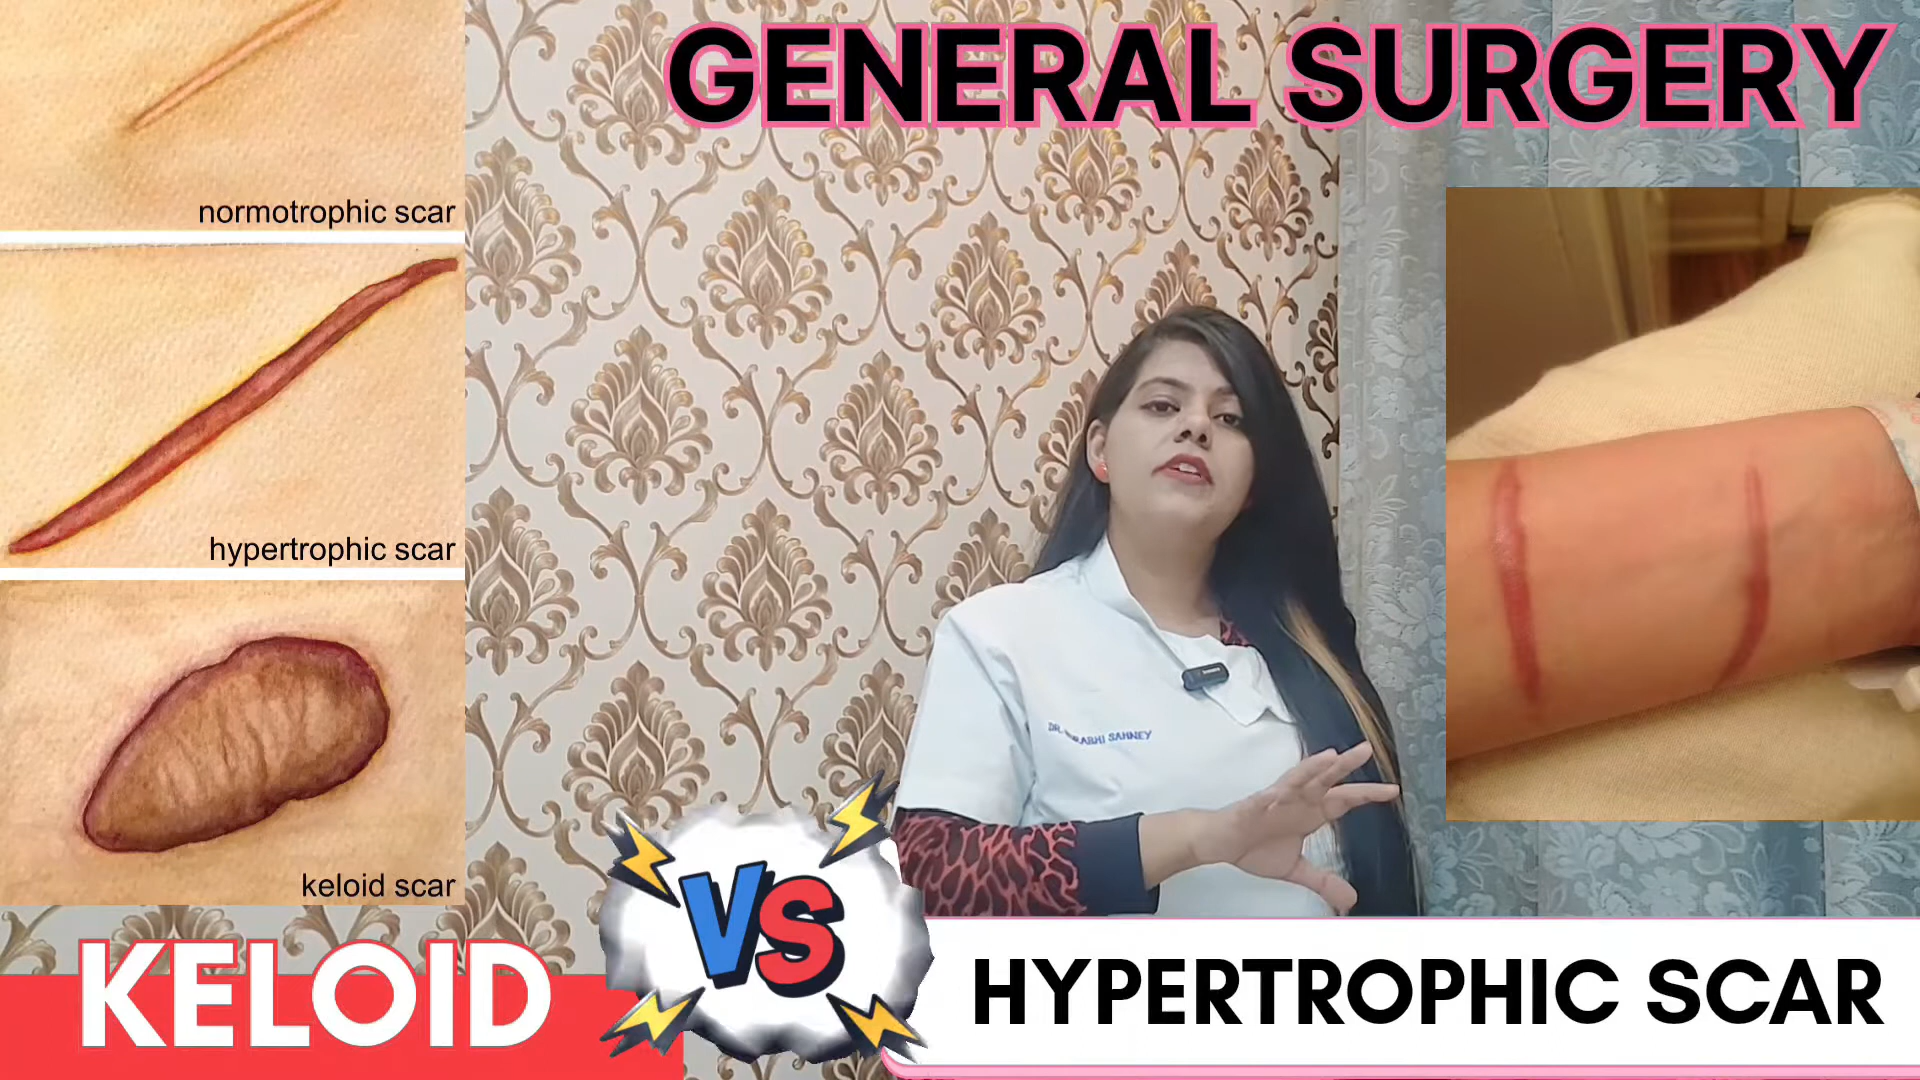 GENERAL SURGERY
normotrophic scar
hypertrophic scar
keloid scar
SAHNEY
VS
KELOID
HYPERTROPHIC SCAR